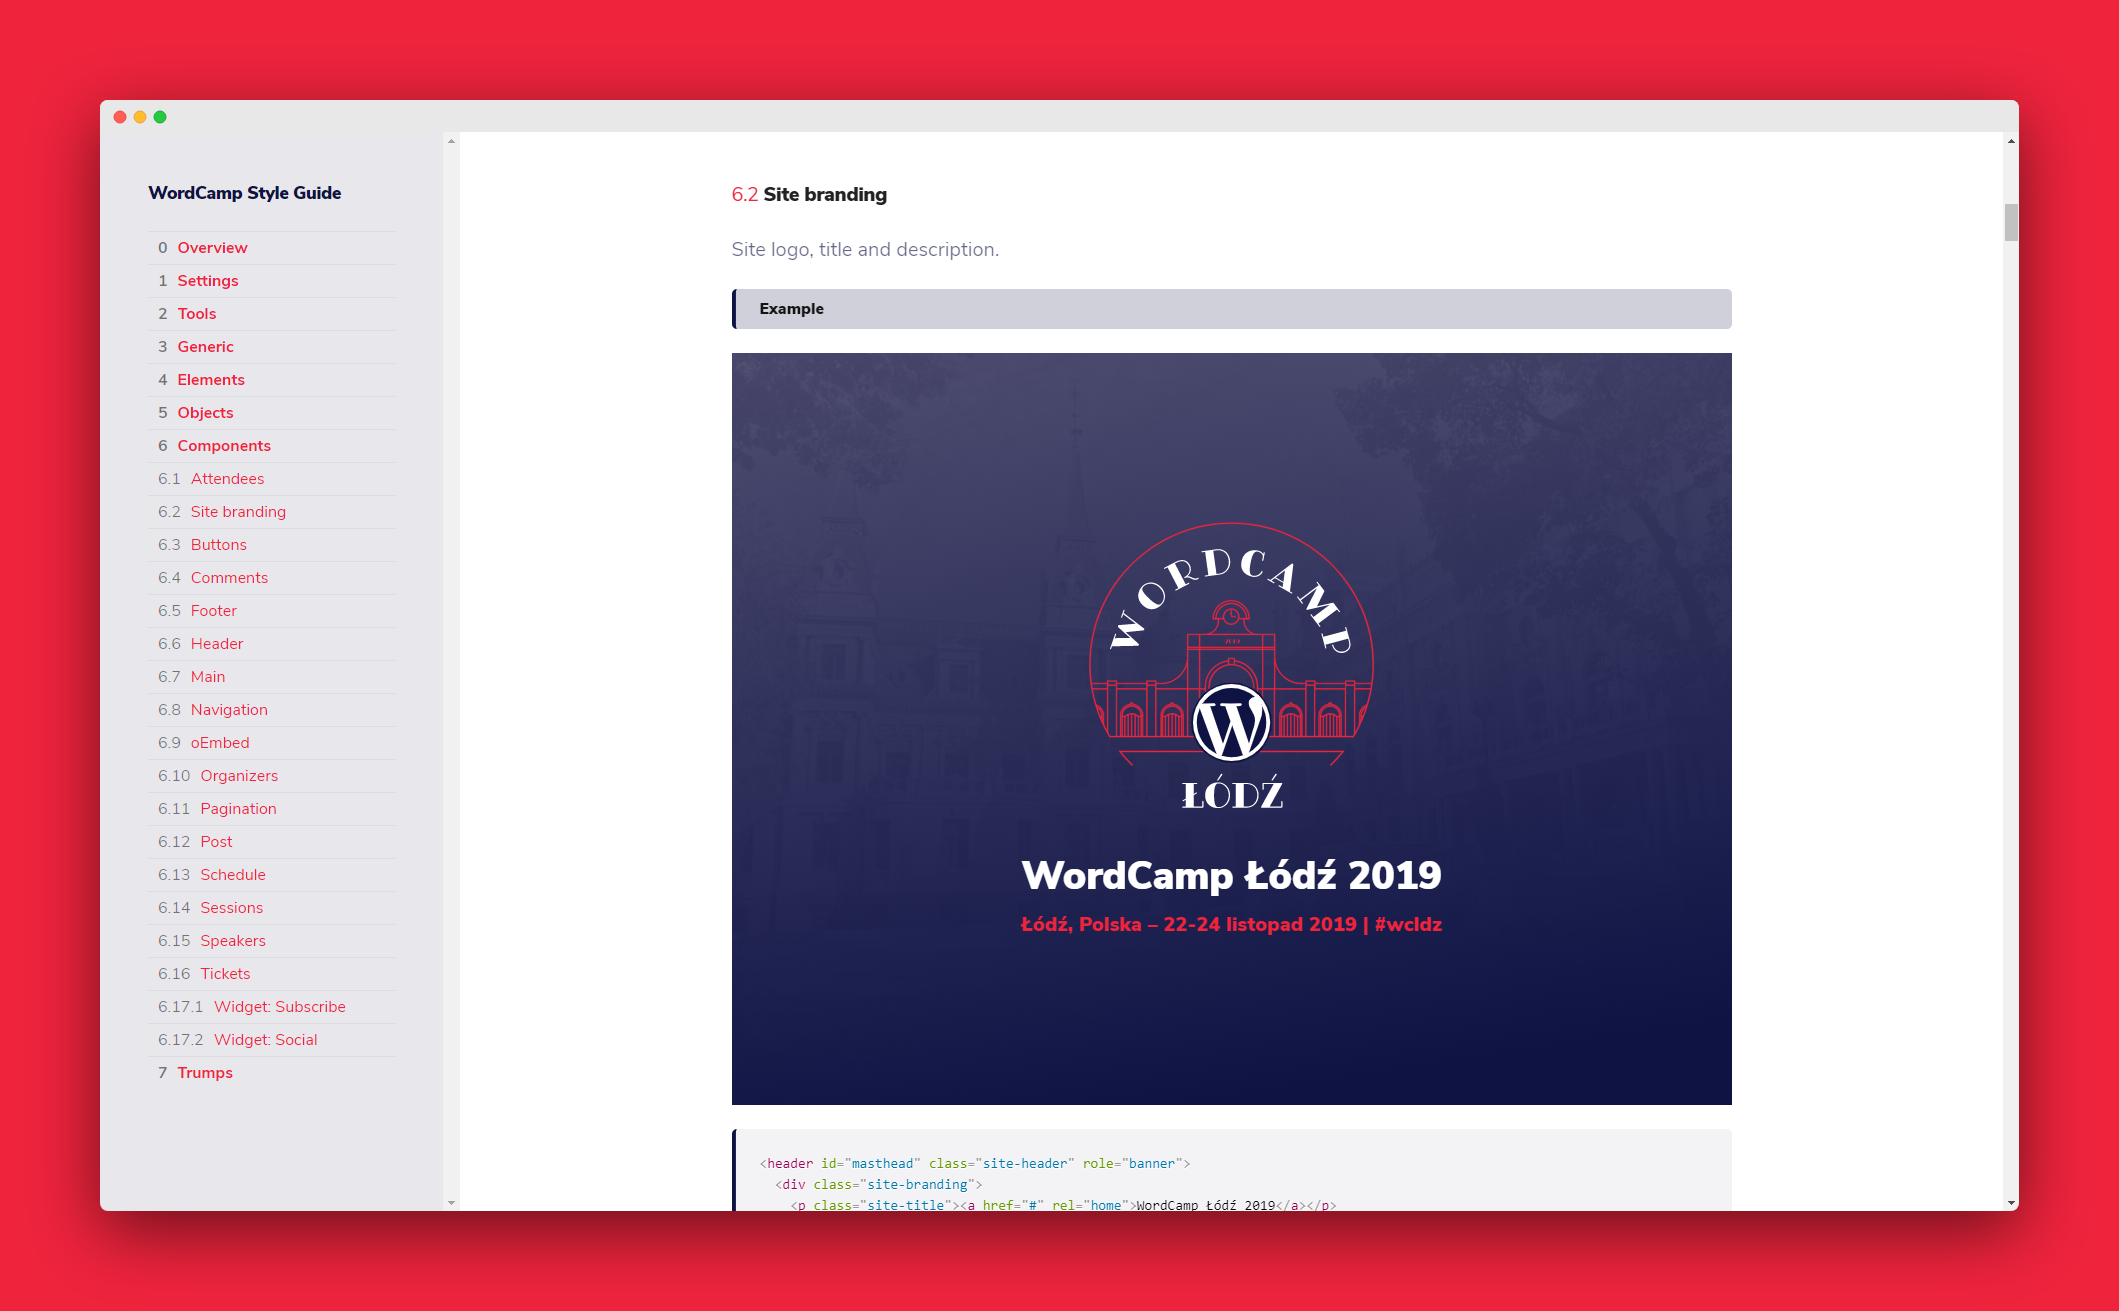 WordCamp Style Guide
0 Overview
1 Settings
2 Tools
3 Generic
4 Elements
5 Objects
6 Components
6.1 Attendees
6.2 Site branding
6.3 Buttons
6.4 Comments
6.5 Footer
6.6 Header
6.7 Main
6.8 Navigation
6.9 oEmbed
6.10 Organizers
6.11 Pagination
6.12 Post
6.13 Schedule
6.14 Sessions
6.15 Speakers
6.16 Tickets
6.17.1 Widget: Subscribe
6.17.2 Widget: Social
7 Trumps
6.2 Site branding
Site logo, title and description.
Example
WORDCAMP
W
ŁÓDŹ
WordCamp Łódź 2019
Łódź, Polska – 22-24 listopad 2019 | #wcldz
<header id="masthead" class="site-header" role="banner">
<div class="site-branding">
<p class="site-title"><a href="#" rel="home">WordCamp Łódź 2019</a></p>